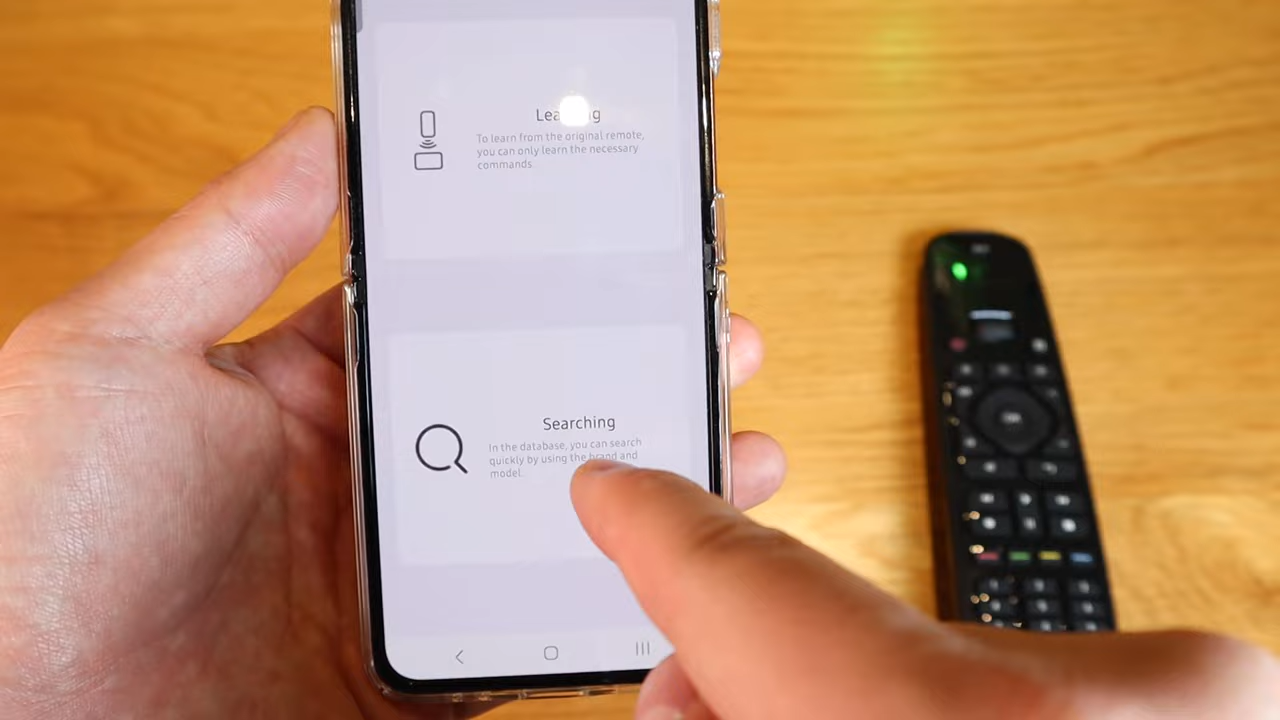 To learn from the original remote,
you can only learn the necessary
commands
Searching
In the database, you can search
quickly by using the brand and
model.